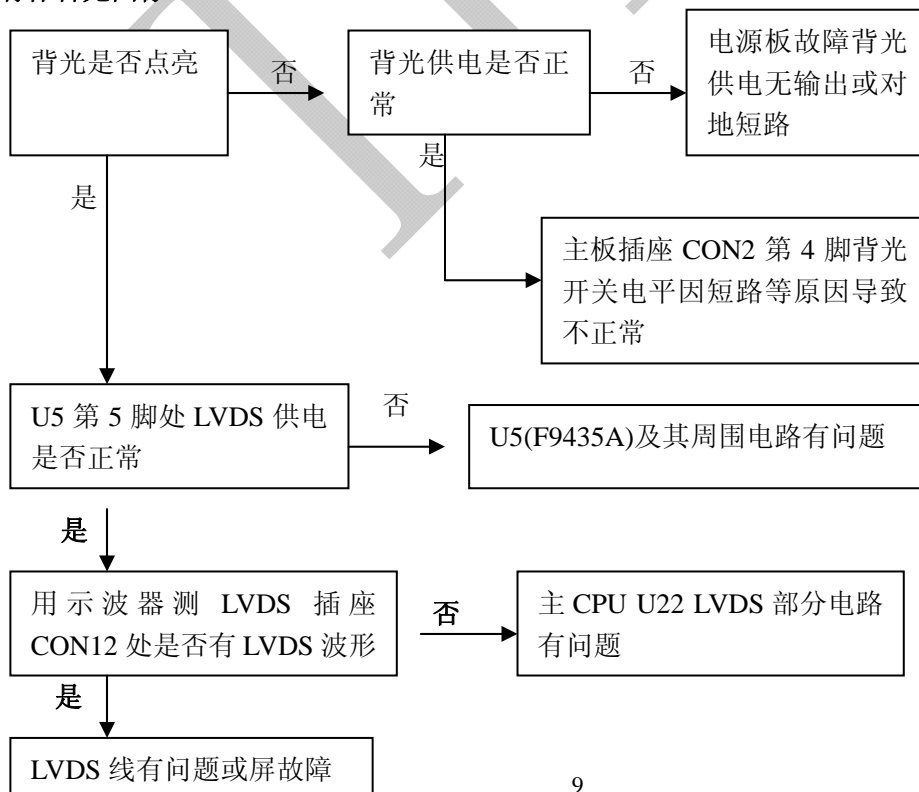 背光是否点亮
否
背光供电是否正
常
否
电源板故障背光
供电无输出或对
地短路
是
是
主板插座 CON2 第 4 脚背光
开关电平因短路等原因导致
不正常
U5 第 5 脚处 LVDS 供电
是否正常
否
U5(F9435A)及其周围电路有问题
是
用示波器测 LVDS 插座
CON12 处是否有 LVDS 波形
否
主 CPU U22 LVDS 部分电路
有问题
是
LVDS 线有问题或屏故障
9